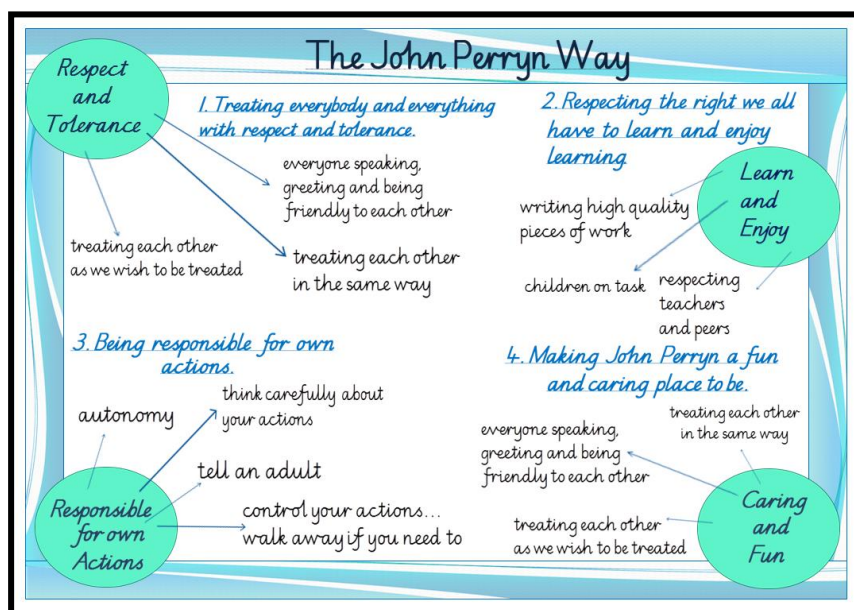 The John Perryn Way
Respect
and
Tolerance
1. Treating everybody and everything
with respect and tolerance.
everyone speaking,
greeting and being
friendly to each other
treating each other
as we wish to be treated
treating each other
in the same way
2. Respecting the right we all
have to learn and enjoy
learning
Learn
and
Enjoy
writing high quality
pieces of work
children on task
respecting
teachers
and peers
3. Being responsible for own
actions.
autonomy
think carefully about
your actions
tell an adult
control your actions...
walk away if you need to
Responsible
for own
Actions
4. Making John Perryn a fun
and caring place to be.
treating each other
in the same way
everyone speaking,
greeting and being
friendly to each other
treating each other
as we wish to be treated
Caring
and
Fun